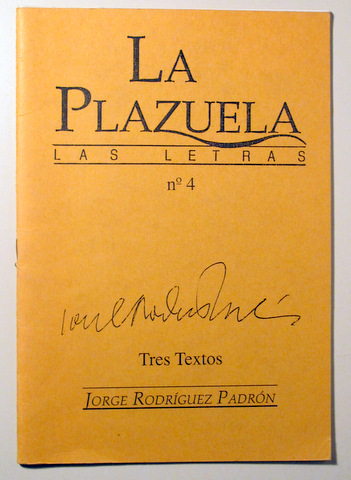 LA
PLAZUELA
LAS LETRAS
nº 4
Tres Textos
JORGE RODRÍGUEZ PADRÓN